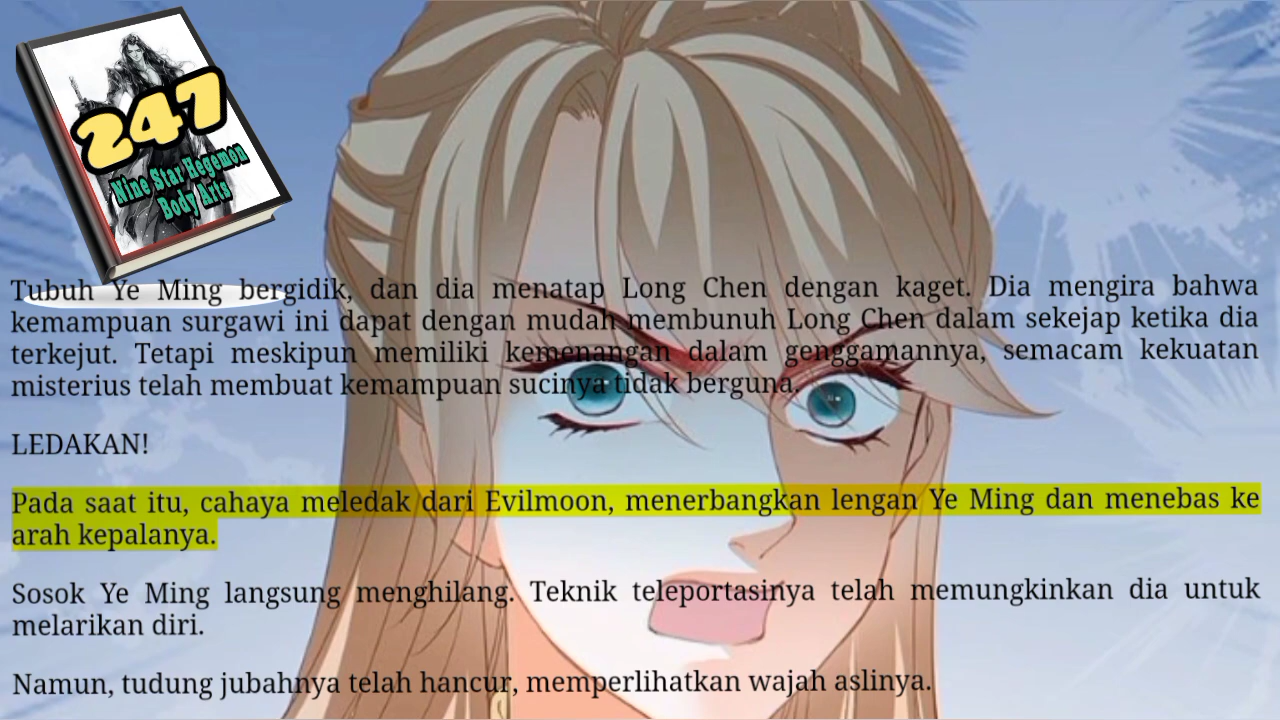 247
Nine Star Hegemon
Body Arts
Tubuh Ye Ming bergidik, dan dia menatap Long Chen dengan kaget. Dia mengira bahwa
kemampuan surgawi ini dapat dengan mudah membunuh Long Chen dalam sekejap ketika dia
terkejut. Tetapi meskipun memiliki kemenangan dalam genggamannya, semacam kekuatan
misterius telah membuat kemampuan sucinya tidak berguna.
LEDAKAN!
Pada saat itu, cahaya meledak dari Evilmoon, menerbangkan lengan Ye Ming dan menebas ke
arah kepalanya.
Sosok Ye Ming langsung menghilang. Teknik teleportasinya telah memungkinkan dia untuk
melarikan diri.
Namun, tudung jubahnya telah hancur, memperlihatkan wajah aslinya.